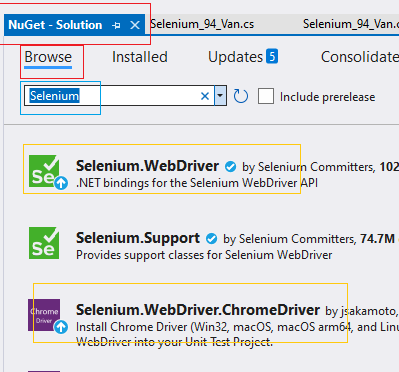 NuGet - Solution
Selenium_94_Van.cs
Selenium_94_Van.c
Browse
Installed
Updates 5
Consolidate
Selenium
Include prerelease
Se
Selenium.WebDriver by Selenium Committers, 102
.NET bindings for the Selenium WebDriver API
Se
Selenium.Support by Selenium Committers, 74.7M
Provides support classes for Selenium WebDriver
Chrome
Driver
Selenium.WebDriver.ChromeDriver by jsakamoto,
Install Chrome Driver (Win32, macOS, macOS arm64, and Linu
WebDriver into your Unit Test Project.